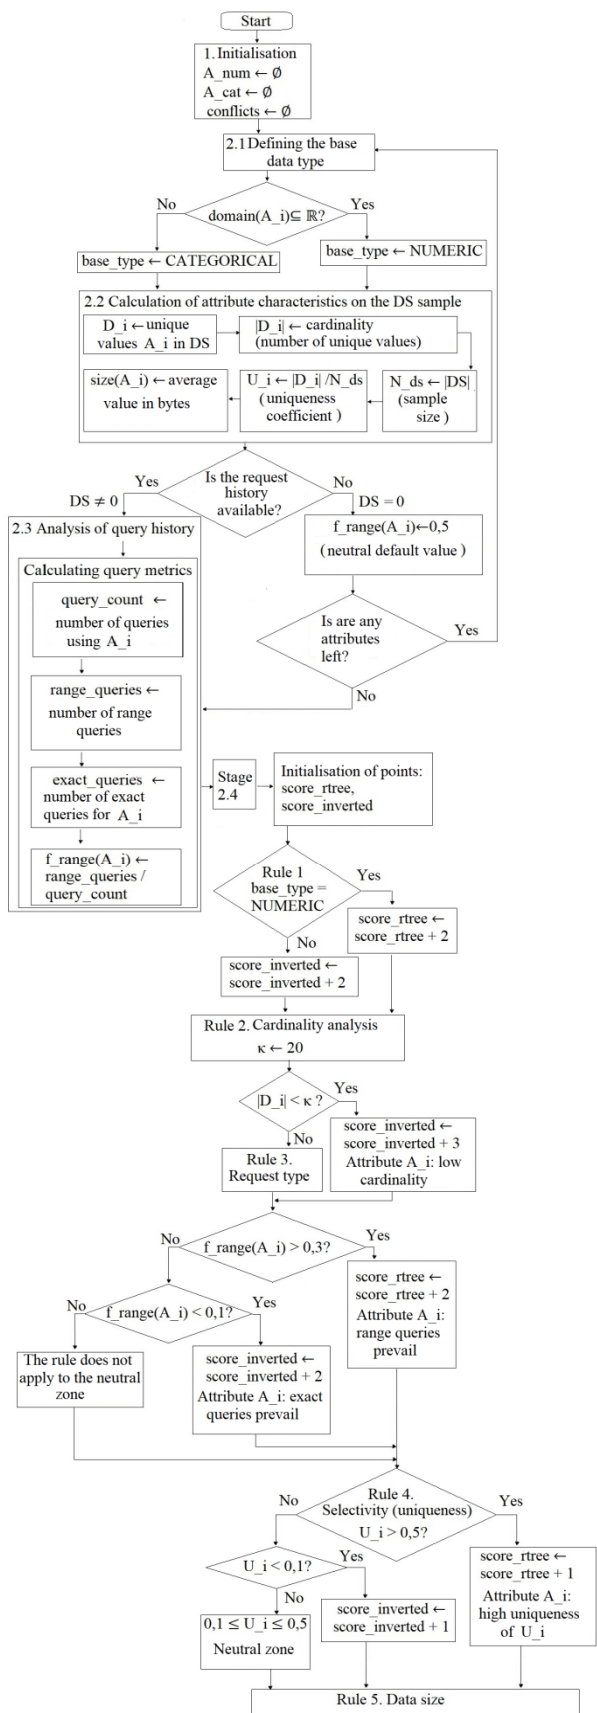 Start
1. Initialisation
A_num ← Ø
A_cat ← Ø
conflicts ← Ø
2.1 Defining the base
data type
No
domain(A_i)⊆ ℝ?
Yes
base_type ← CATEGORICAL
base_type ← NUMERIC
2.2 Calculation of attribute characteristics on the DS sample
D_i ← unique
values A_i in DS
|D_i| ← cardinality
(number of unique values)
size(A_i) ← average
value in bytes
U_i ← |D_i| /N_ds
( uniqueness
coefficient )
N_ds ← |DS|
(sample
size )
Yes
Is the request
history
available?
No
DS ≠ 0
DS = 0
2.3 Analysis of query history
f_range(A_i)←0,5
(neutral default value )
Calculating query metrics
query_count ←
number of queries
using A_i
Is are any
attributes
left?
Yes
No
range_queries ←
number of range
queries
exact_queries ←
number of exact
queries for A_i
Stage
2.4
Initialisation of points:
score_rtree,
score_inverted
f_range(A_i) ←
range_queries /
query_count
Rule 1
base_type =
NUMERIC
Yes
score_rtree ←
score_rtree + 2
No
score_inverted ←
score_inverted + 2
Rule 2. Cardinality analysis
κ ← 20
|D_i| < κ ?
Yes
No
score_inverted ←
score_inverted + 3
Attribute A_i: low
cardinality
Rule 3.
Request type
No
f_range(A_i) > 0,3?
Yes
score_rtree ←
score_rtree + 2
Attribute A_i:
range queries
prevail
No
f_range(A_i) < 0,1?
Yes
The rule does not
apply to the neutral
zone
score_inverted ←
score_inverted + 2
Attribute A_i: exact
queries prevail
No
Rule 4.
Selectivity (uniqueness)
U_i > 0,5?
Yes
U_i < 0,1?
Yes
No
score_rtree ←
score_rtree + 1
Attribute A_i:
high uniqueness
of U_i
0,1 ≤ U_i ≤ 0,5
Neutral zone
score_inverted ←
score_inverted + 1
Rule 5. Data size